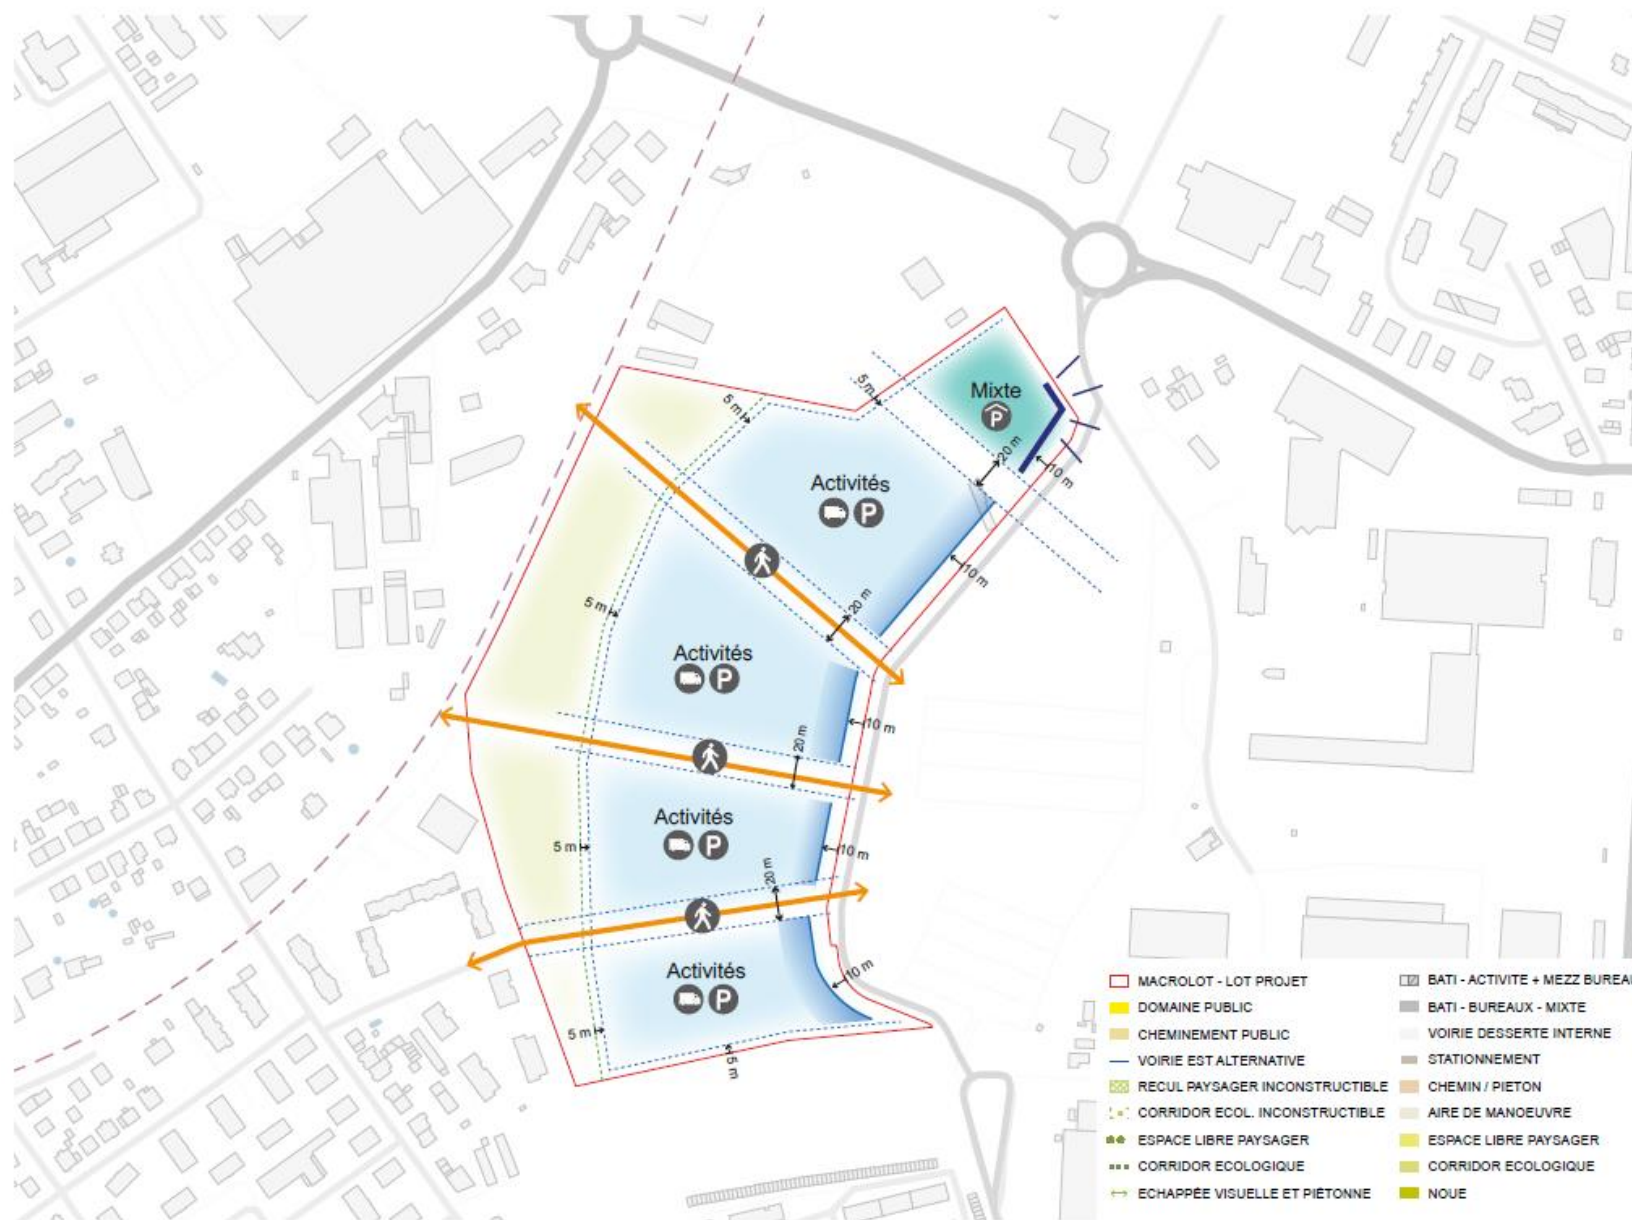 Mixte
P
5 m
5 m
20 m
10 m
Activités
P
10 m
5 m
20 m
Activités
P
10 m
20 m
Activités
P
5 m
10 m
20 m
Activités
P
10 m
5 m
5 m
MACROLOT - LOT PROJET
DOMAINE PUBLIC
CHEMINEMENT PUBLIC
VOIRIE EST ALTERNATIVE
RECUL PAYSAGER INCONSTRUCTIBLE
CORRIDOR ECOL. INCONSTRUCTIBLE
ESPACE LIBRE PAYSAGER
CORRIDOR ECOLOGIQUE
ECHAPPÉE VISUELLE ET PIÉTONNE
BATI - ACTIVITE + MEZZ BUREAU
BATI - BUREAUX - MIXTE
VOIRIE DESSERTE INTERNE
STATIONNEMENT
CHEMIN / PIETON
AIRE DE MANOEUVRE
ESPACE LIBRE PAYSAGER
CORRIDOR ECOLOGIQUE
NOUE